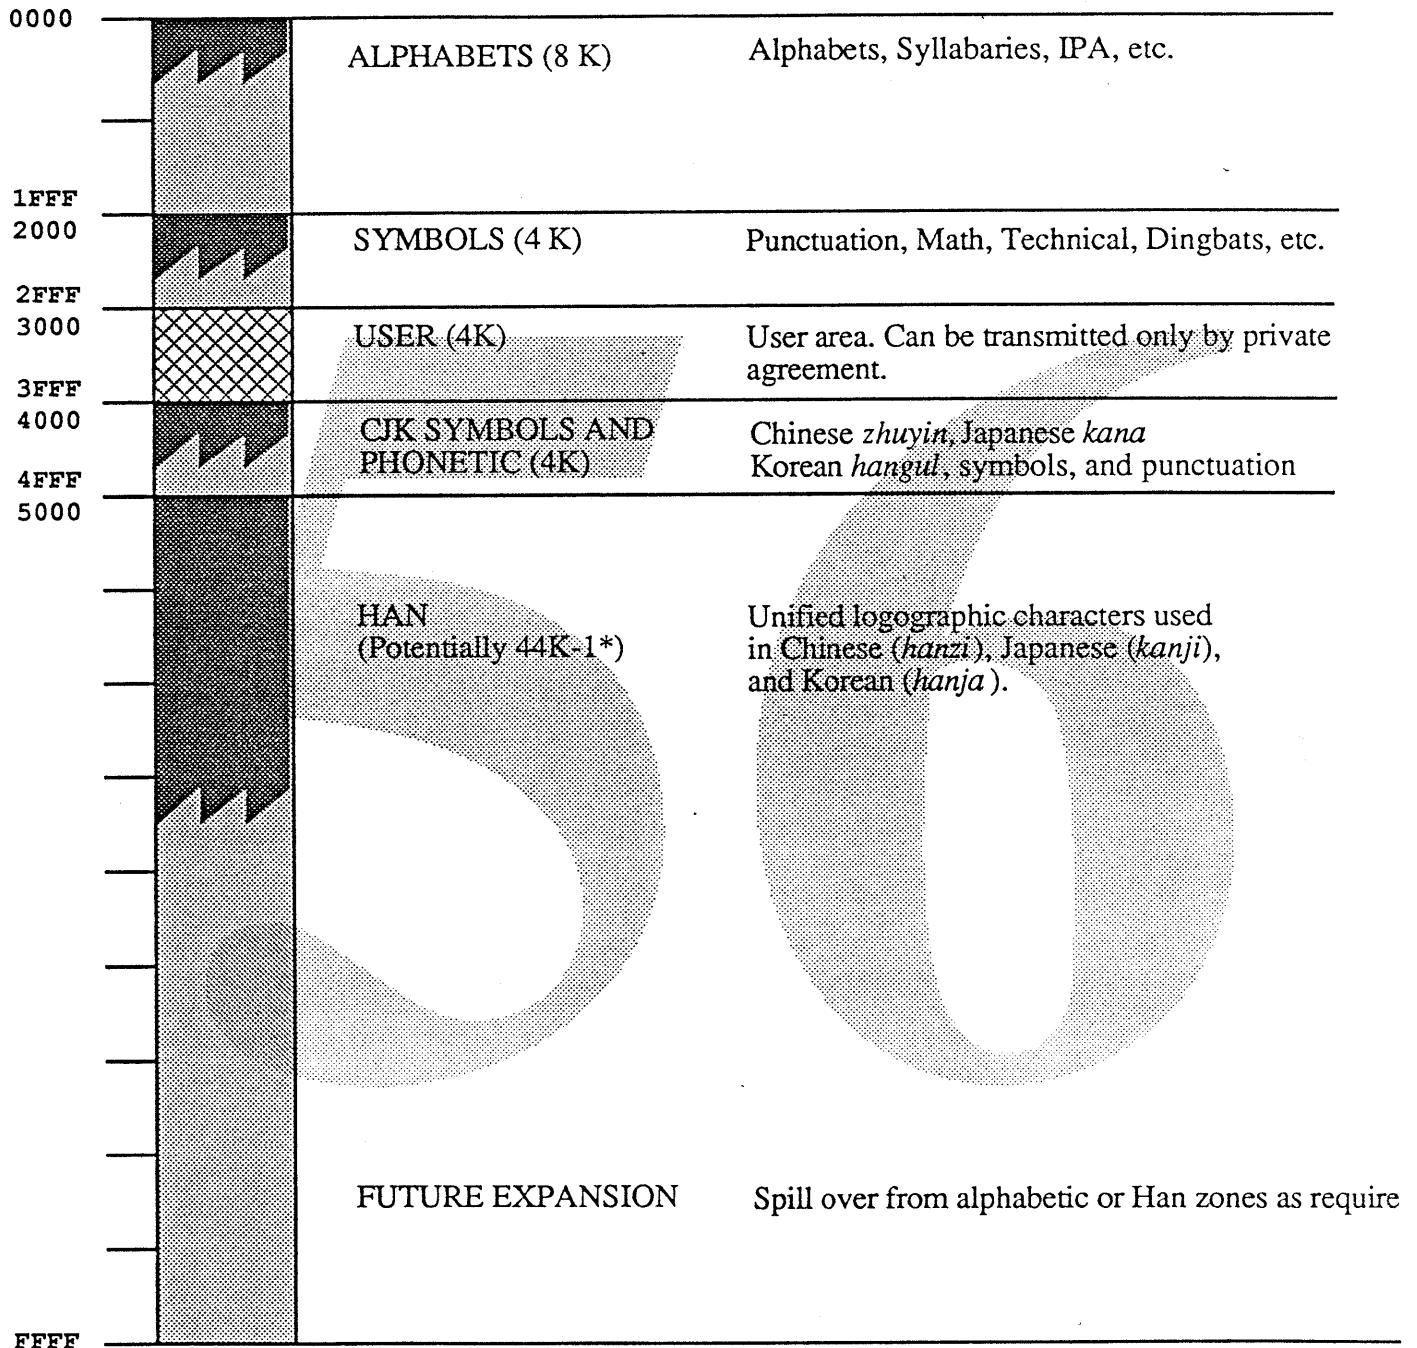 0000
ALPHABETS (8 K)
Alphabets, Syllabaries, IPA, etc.
1FFF
2000
SYMBOLS (4 K)
Punctuation, Math, Technical, Dingbats, etc.
2FFF
3000
USER (4K)
User area. Can be transmitted only by private
agreement.
3FFF
4000
CJK SYMBOLS AND
PHONETIC (4K)
Chinese zhuyin, Japanese kana
Korean hangul, symbols, and punctuation
4FFF
5000
56
HAN
(Potentially 44K-1*)
Unified logographic characters used
in Chinese (hanzi), Japanese (kanji),
and Korean (hanja ).
FUTURE EXPANSION
Spill over from alphabetic or Han zones as require
FFFF